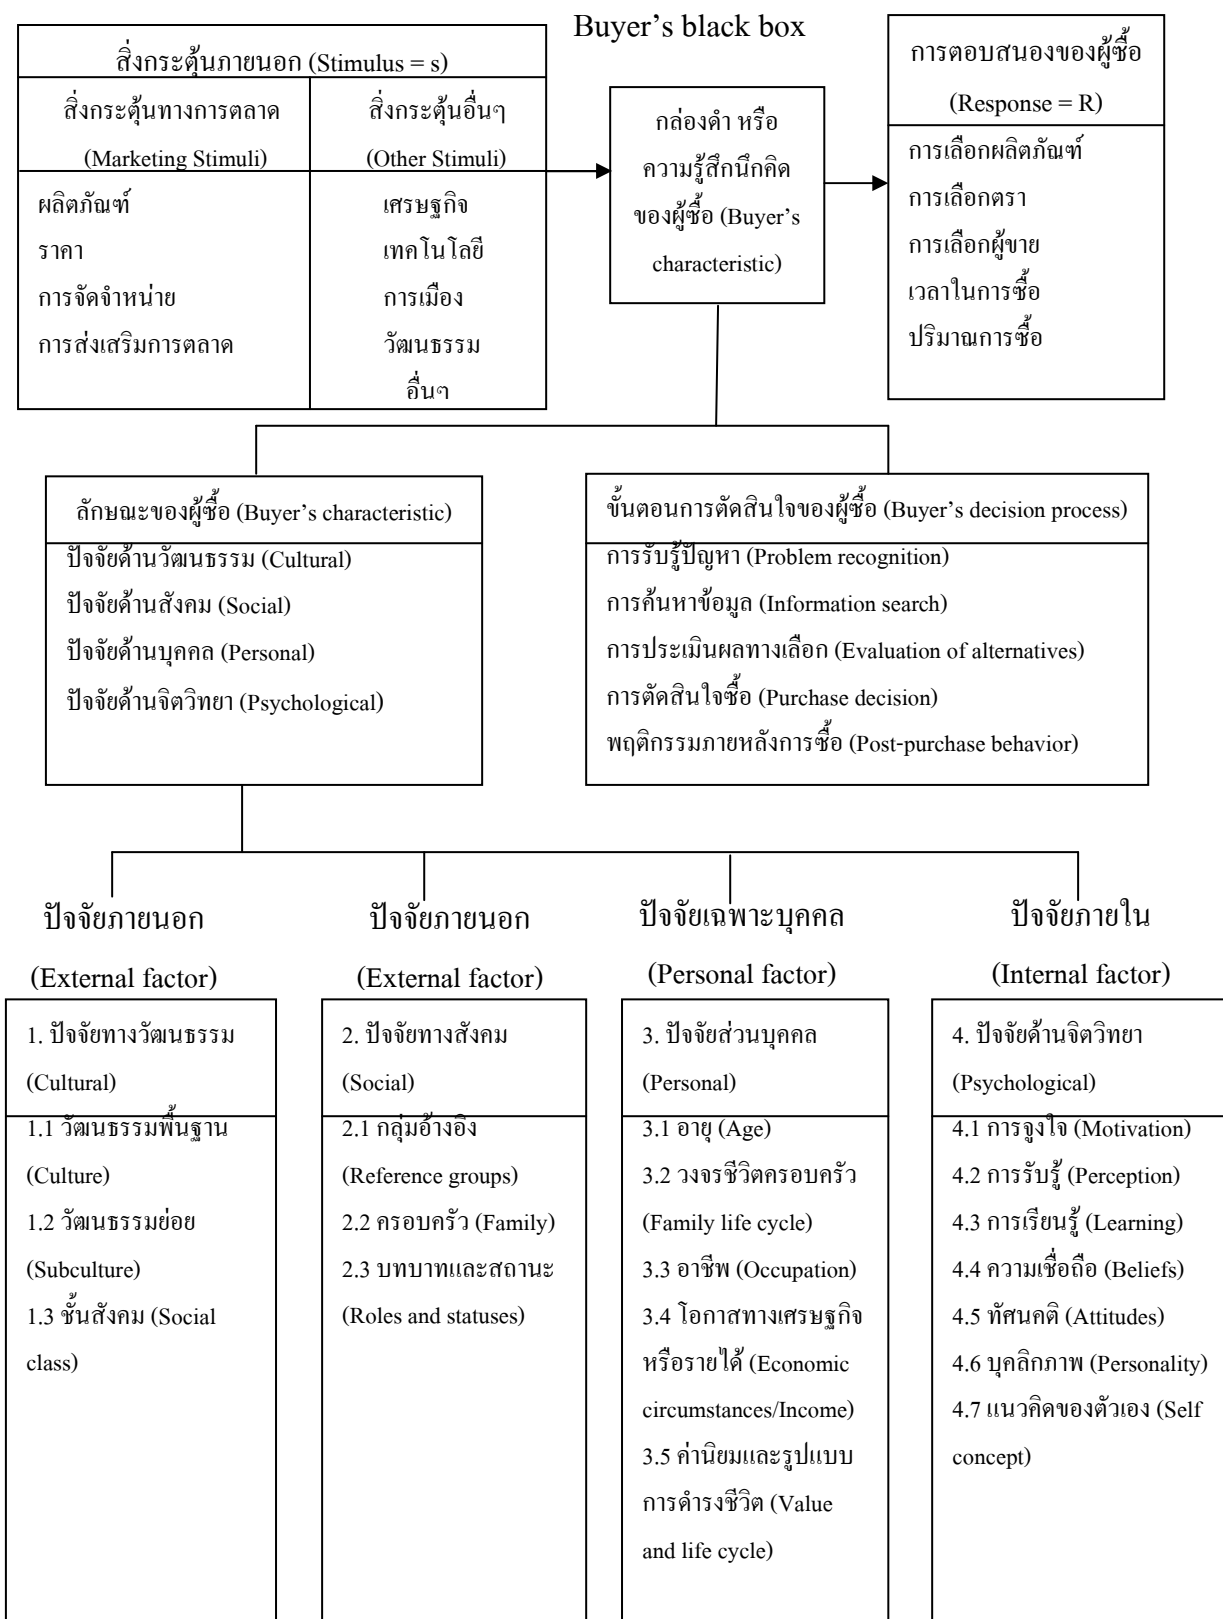 Buyer's black box
สิ่งกระตุ้นภายนอก (Stimulus = s)
สิ่งกระตุ้นทางการตลาด
(Marketing Stimuli)
ผลิตภัณฑ์
ราคา
การจัดจำหน่าย
การส่งเสริมการตลาด
สิ่งกระตุ้นอื่นๆ
(Other Stimuli)
เศรษฐกิจ
เทคโนโลยี
การเมือง
วัฒนธรรม
อื่นๆ
กล่องดำ หรือ
ความรู้สึกนึกคิด
ของผู้ซื้อ (Buyer's
characteristic)
การตอบสนองของผู้ซื้อ
(Response = R)
การเลือกผลิตภัณฑ์
การเลือกตรา
การเลือกผู้ขาย
เวลาในการซื้อ
ปริมาณการซื้อ
ลักษณะของผู้ซื้อ (Buyer's characteristic)
ปัจจัยด้านวัฒนธรรม (Cultural)
ปัจจัยด้านสังคม (Social)
ปัจจัยด้านบุคคล (Personal)
ปัจจัยด้านจิตวิทยา (Psychological)
ขั้นตอนการตัดสินใจของผู้ซื้อ (Buyer's decision process)
การรับรู้ปัญหา (Problem recognition)
การค้นหาข้อมูล (Information search)
การประเมินผลทางเลือก (Evaluation of alternatives)
การตัดสินใจซื้อ (Purchase decision)
พฤติกรรมภายหลังการซื้อ (Post-purchase behavior)
ปัจจัยภายนอก
(External factor)
1. ปัจจัยทางวัฒนธรรม
(Cultural)
1.1 วัฒนธรรมพื้นฐาน
(Culture)
1.2 วัฒนธรรมย่อย
(Subculture)
1.3 ชั้นสังคม (Social
class)
ปัจจัยภายนอก
(External factor)
2. ปัจจัยทางสังคม
(Social)
2.1 กลุ่มอ้างอิง
(Reference groups)
2.2 ครอบครัว (Family)
2.3 บทบาทและสถานะ
(Roles and statuses)
ปัจจัยเฉพาะบุคคล
(Personal factor)
3. ปัจจัยส่วนบุคคล
(Personal)
3.1 อายุ (Age)
3.2 วงจรชีวิตครอบครัว
(Family life cycle)
3.3 อาชีพ (Occupation)
3.4 โอกาสทางเศรษฐกิจ
หรือรายได้ (Economic
circumstances/Income)
3.5 ค่านิยมและรูปแบบ
การดำรงชีวิต (Value
and life cycle)
ปัจจัยภายใน
(Internal factor)
4. ปัจจัยด้านจิตวิทยา
(Psychological)
4.1 การจูงใจ (Motivation)
4.2 การรับรู้ (Perception)
4.3 การเรียนรู้ (Learning)
4.4 ความเชื่อถือ (Beliefs)
4.5 ทัศนคติ (Attitudes)
4.6 บุคลิกภาพ (Personality)
4.7 แนวคิดของตัวเอง (Self
concept)